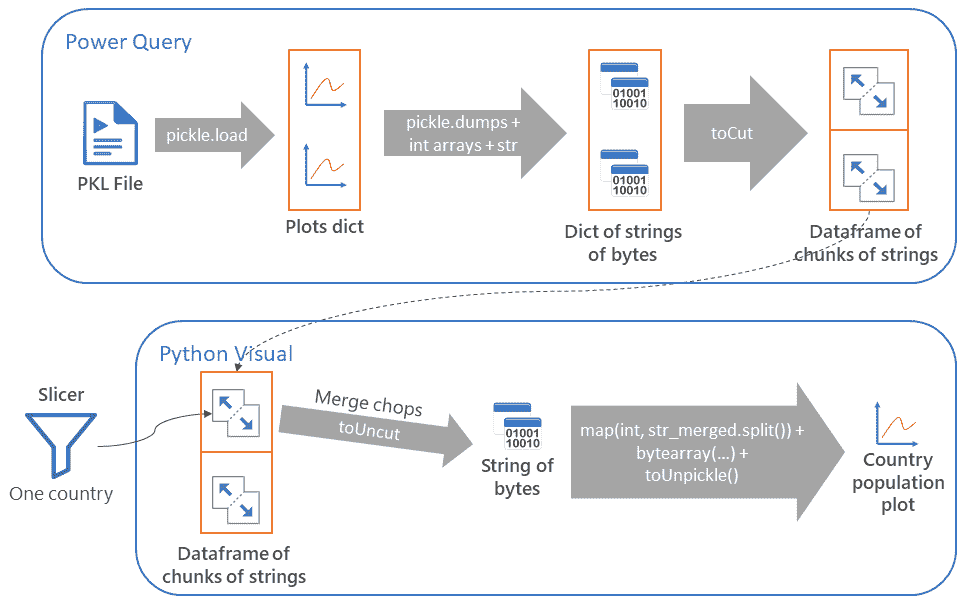 Power Query
PKL File
pickle.load
Plots dict
pickle.dumps +
int arrays + str
01001
10010
01001
10010
Dict of strings
of bytes
toCut
Dataframe of
chunks of strings
Python Visual
Slicer
One country
Dataframe of
chunks of strings
Merge chops
toUncut
01001
10010
String of
bytes
map(int, str_merged.split()) +
bytearray(...) +
toUnpickle()
Country
population
plot